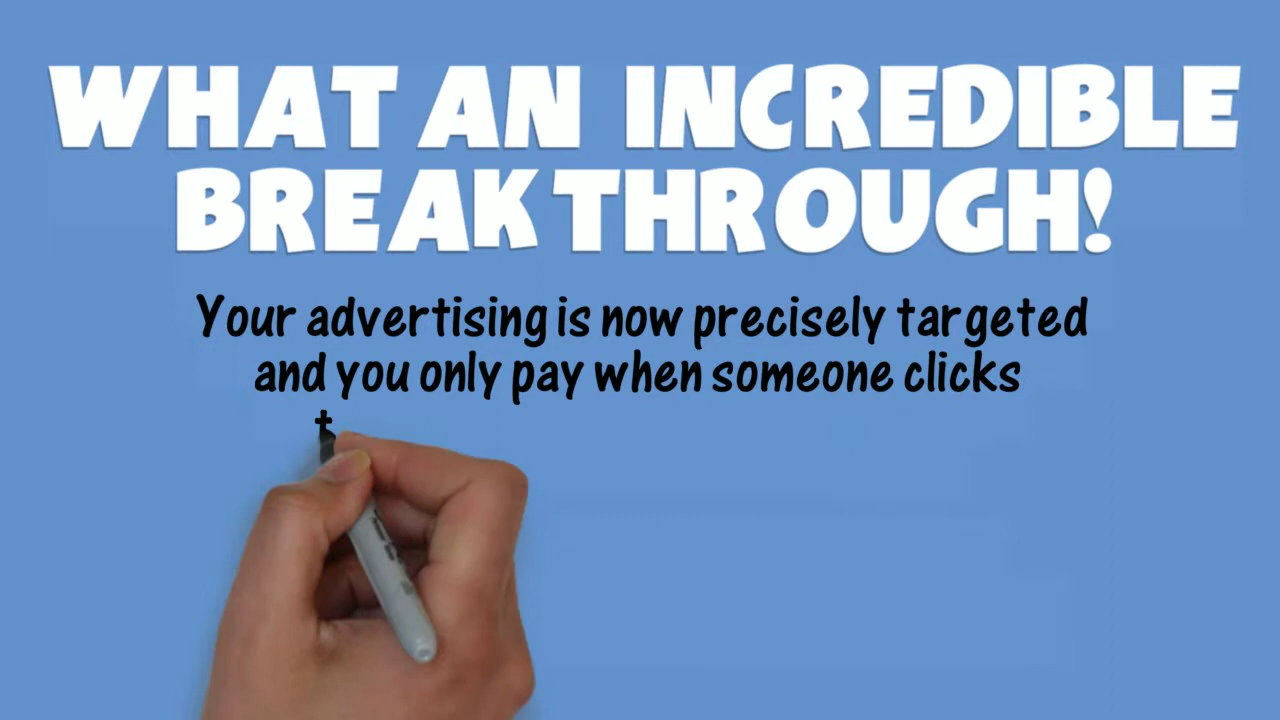 WHAT AN INCREDIBLE
BREAKTHROUGH!
Your advertising is now precisely targeted
and you only pay when someone clicks
t